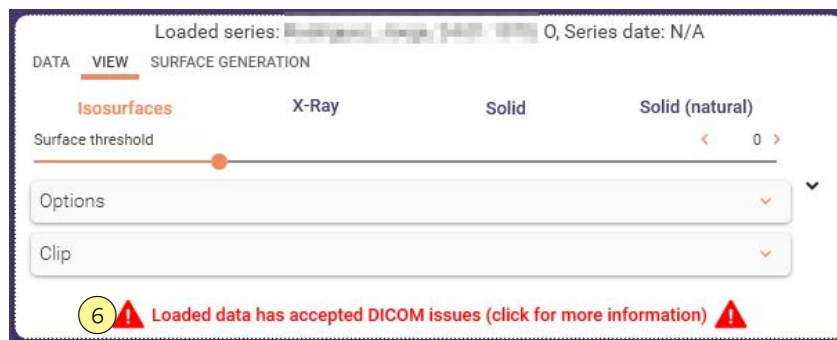 Loaded series: O, Series date: N/A
DATA VIEW SURFACE GENERATION
Isosurfaces X-Ray Solid Solid (natural)
Surface threshold < 0 >
Options
Clip
6 Loaded data has accepted DICOM issues (click for more information)